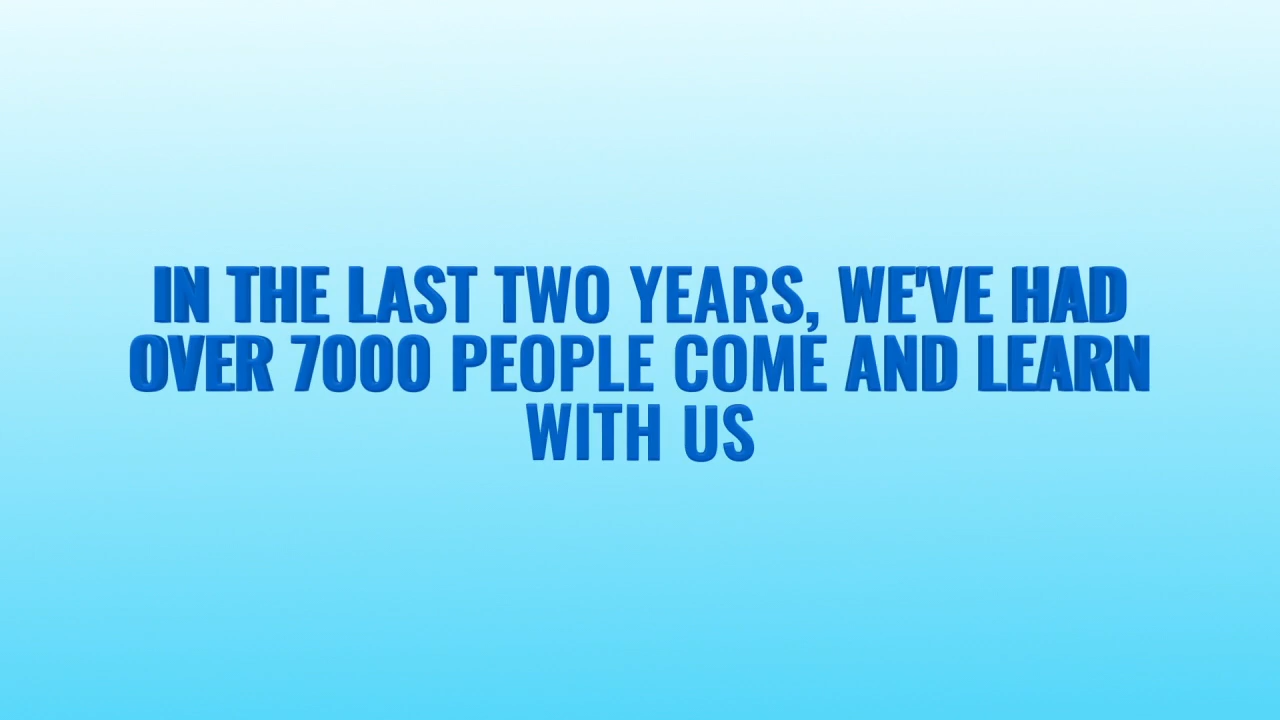 IN THE LAST TWO YEARS, WE'VE HAD
OVER 7000 PEOPLE COME AND LEARN
WITH US